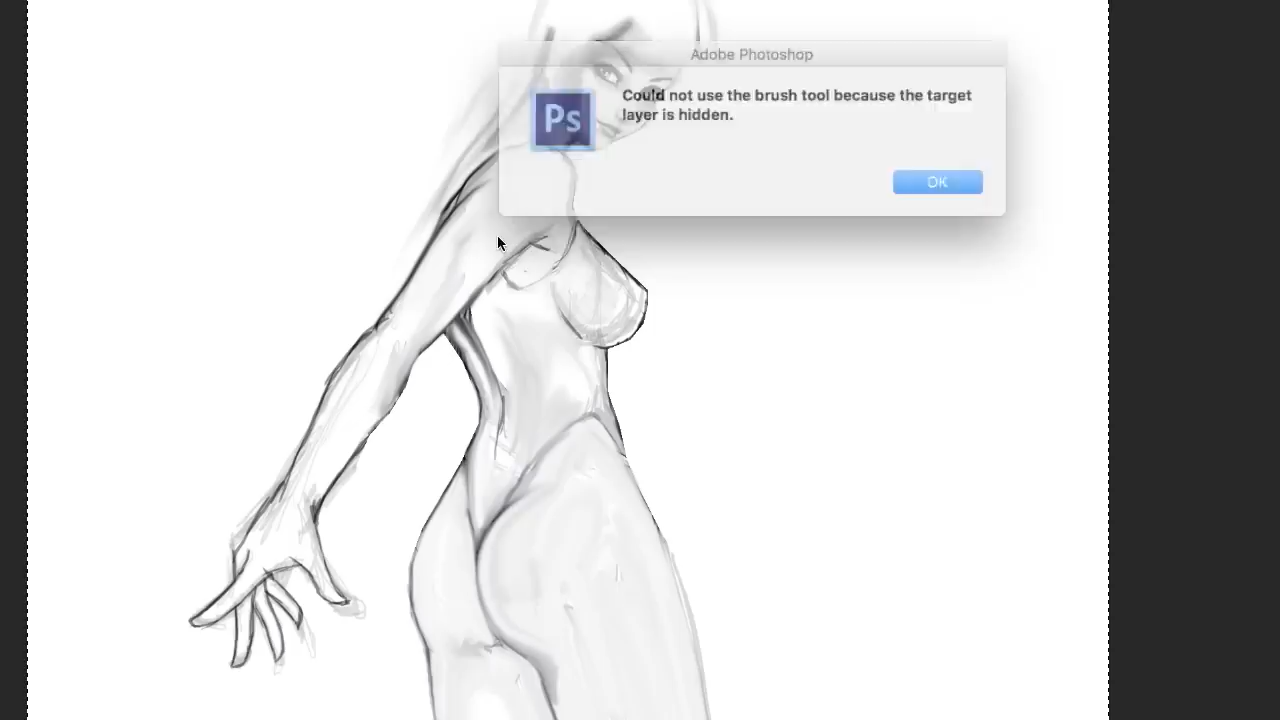 Adobe Photoshop
Could not use the brush tool because the target
layer is hidden.
Ps
OK